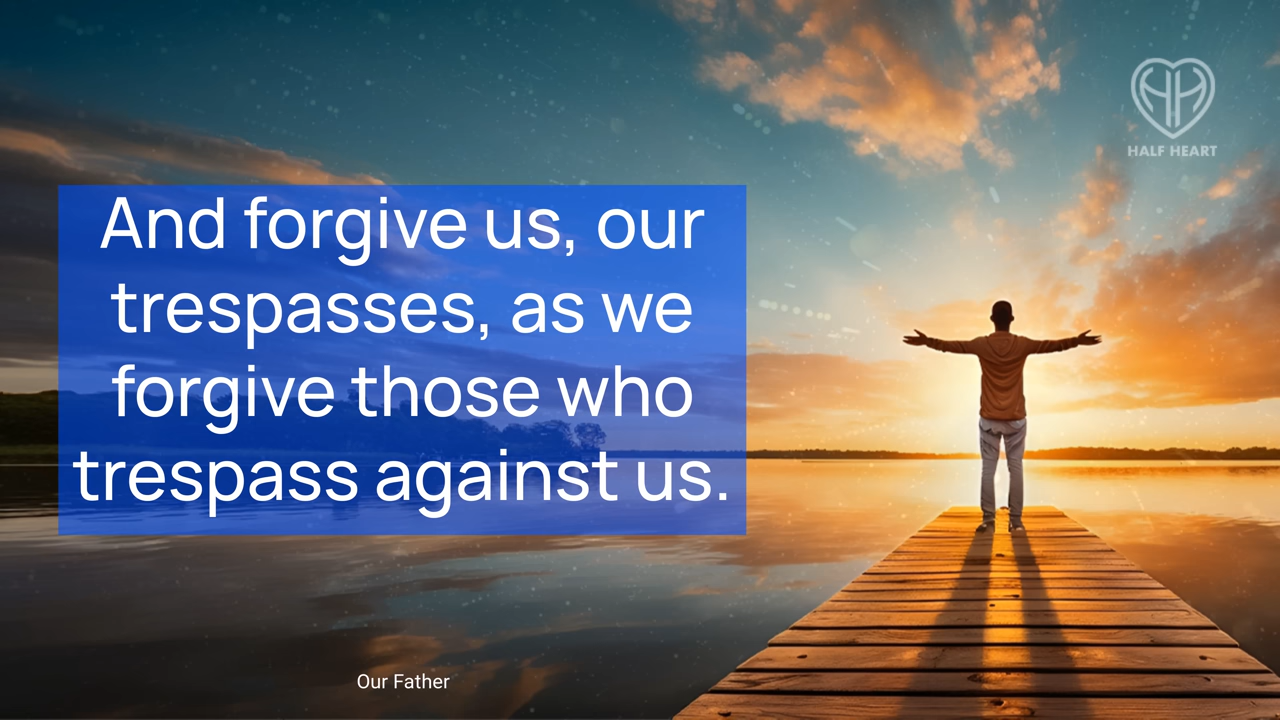 HALF HEART
And forgive us, our
trespasses, as we
forgive those who
trespass against us.
Our Father